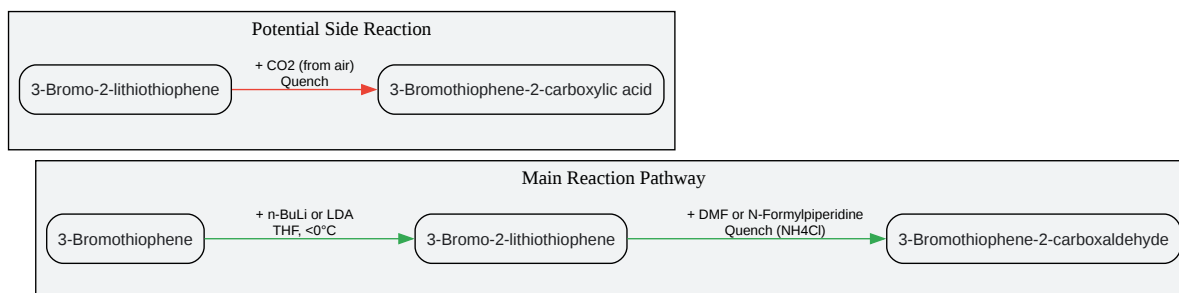 Potential Side Reaction
3-Bromo-2-lithiothiophene
+ CO2 (from air)
Quench
3-Bromothiophene-2-carboxylic acid
Main Reaction Pathway
3-Bromothiophene
+ n-BuLi or LDA
THF, <0°C
3-Bromo-2-lithiothiophene
+ DMF or N-Formylpiperidine
Quench (NH4Cl)
3-Bromothiophene-2-carboxaldehyde